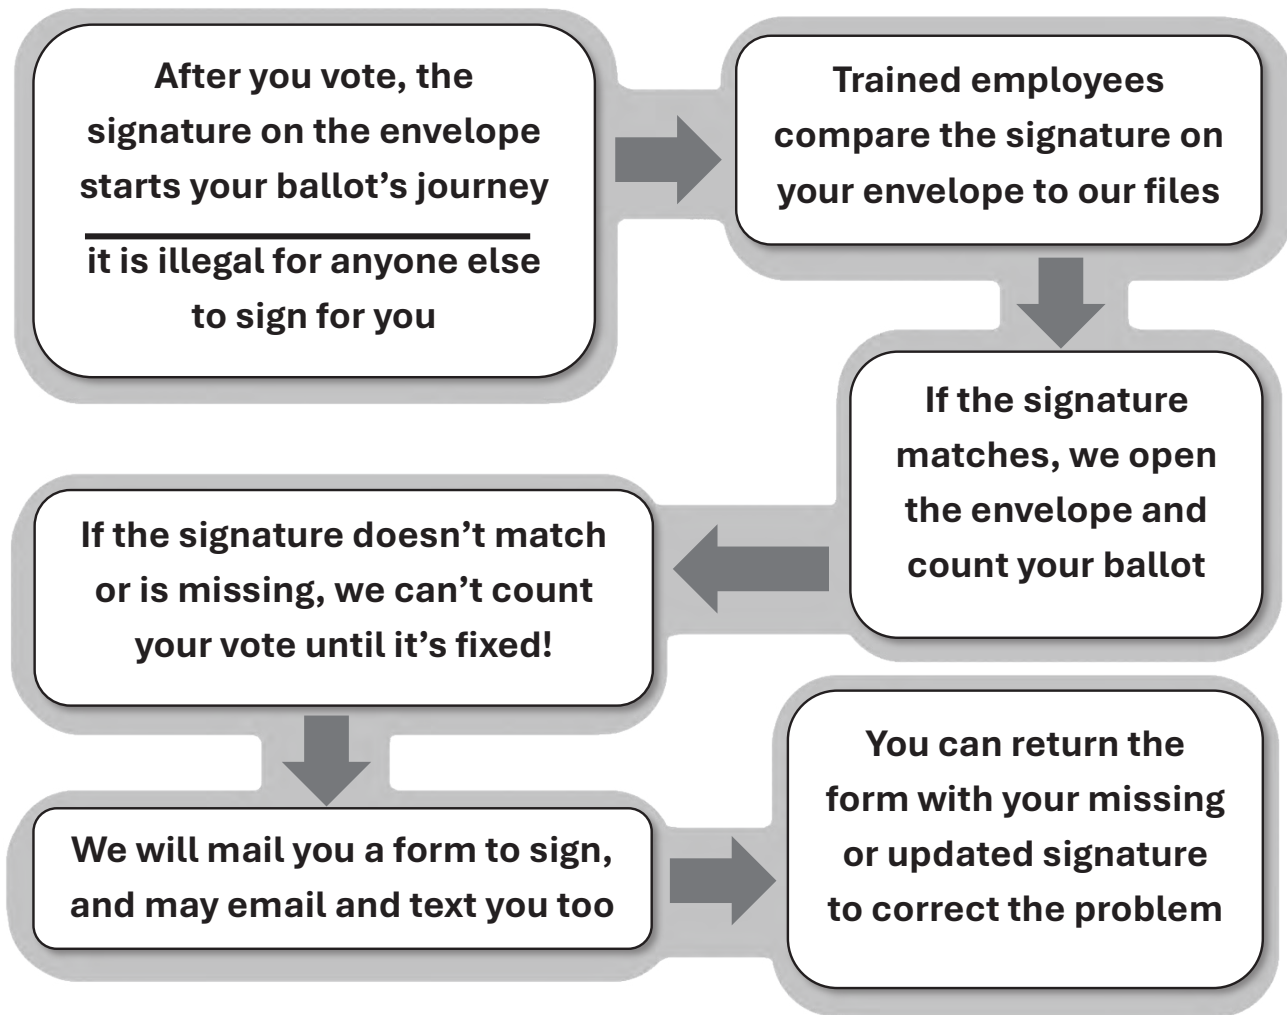 After you vote, the
signature on the envelope
starts your ballot’s journey
it is illegal for anyone else
to sign for you
Trained employees
compare the signature on
your envelope to our files
If the signature
matches, we open
the envelope and
count your ballot
If the signature doesn’t match
or is missing, we can’t count
your vote until it’s fixed!
We will mail you a form to sign,
and may email and text you too
You can return the
form with your missing
or updated signature
to correct the problem